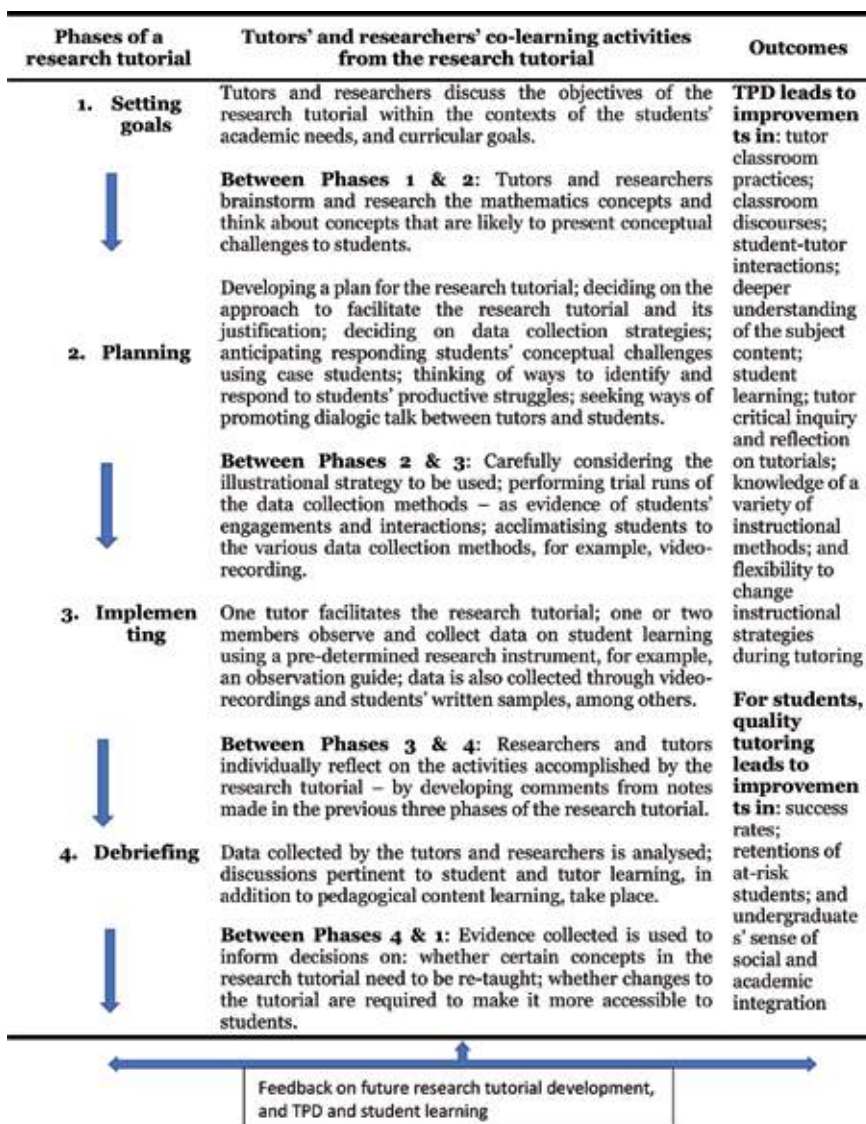 Phases of a
research tutorial
Tutors’ and researchers’ co-learning activities
from the research tutorial
Outcomes
1. Setting
goals
Tutors and researchers discuss the objectives of the
research tutorial within the contexts of the students’
academic needs, and curricular goals.
Between Phases 1 & 2: Tutors and researchers
brainstorm and research the mathematics concepts and
think about concepts that are likely to present conceptual
challenges to students.
2. Planning
Developing a plan for the research tutorial; deciding on the
approach to facilitate the research tutorial and its
justification; deciding on data collection strategies;
anticipating responding students’ conceptual challenges
using case students; thinking of ways to identify and
respond to students’ productive struggles; seeking ways of
promoting dialogic talk between tutors and students.
Between Phases 2 & 3: Carefully considering the
illustrational strategy to be used; performing trial runs of
the data collection methods – as evidence of students’
engagements and interactions; acclimatising students to
the various data collection methods, for example, video-
recording.
3. Implemen
ting
One tutor facilitates the research tutorial; one or two
members observe and collect data on student learning
using a pre-determined research instrument, for example,
an observation guide; data is also collected through video-
recordings and students’ written samples, among others.
Between Phases 3 & 4: Researchers and tutors
individually reflect on the activities accomplished by the
research tutorial – by developing comments from notes
made in the previous three phases of the research tutorial.
4. Debriefing
Data collected by the tutors and researchers is analysed;
discussions pertinent to student and tutor learning, in
addition to pedagogical content learning, take place.
Between Phases 4 & 1: Evidence collected is used to
inform decisions on: whether certain concepts in the
research tutorial need to be re-taught; whether changes to
the tutorial are required to make it more accessible to
students.
TPD leads to
improvemen
ts in: tutor
classroom
practices;
classroom
discourses;
student-tutor
interactions;
deeper
understanding
of the subject
content;
student
learning; tutor
critical inquiry
and reflection
on tutorials;
knowledge of a
variety of
instructional
methods; and
flexibility to
change
instructional
strategies
during tutoring
For students,
quality
tutoring
leads to
improvemen
ts in: success
rates;
retentions of
at-risk
students; and
undergraduate
s’ sense of
social and
academic
integration
Feedback on future research tutorial development,
and TPD and student learning